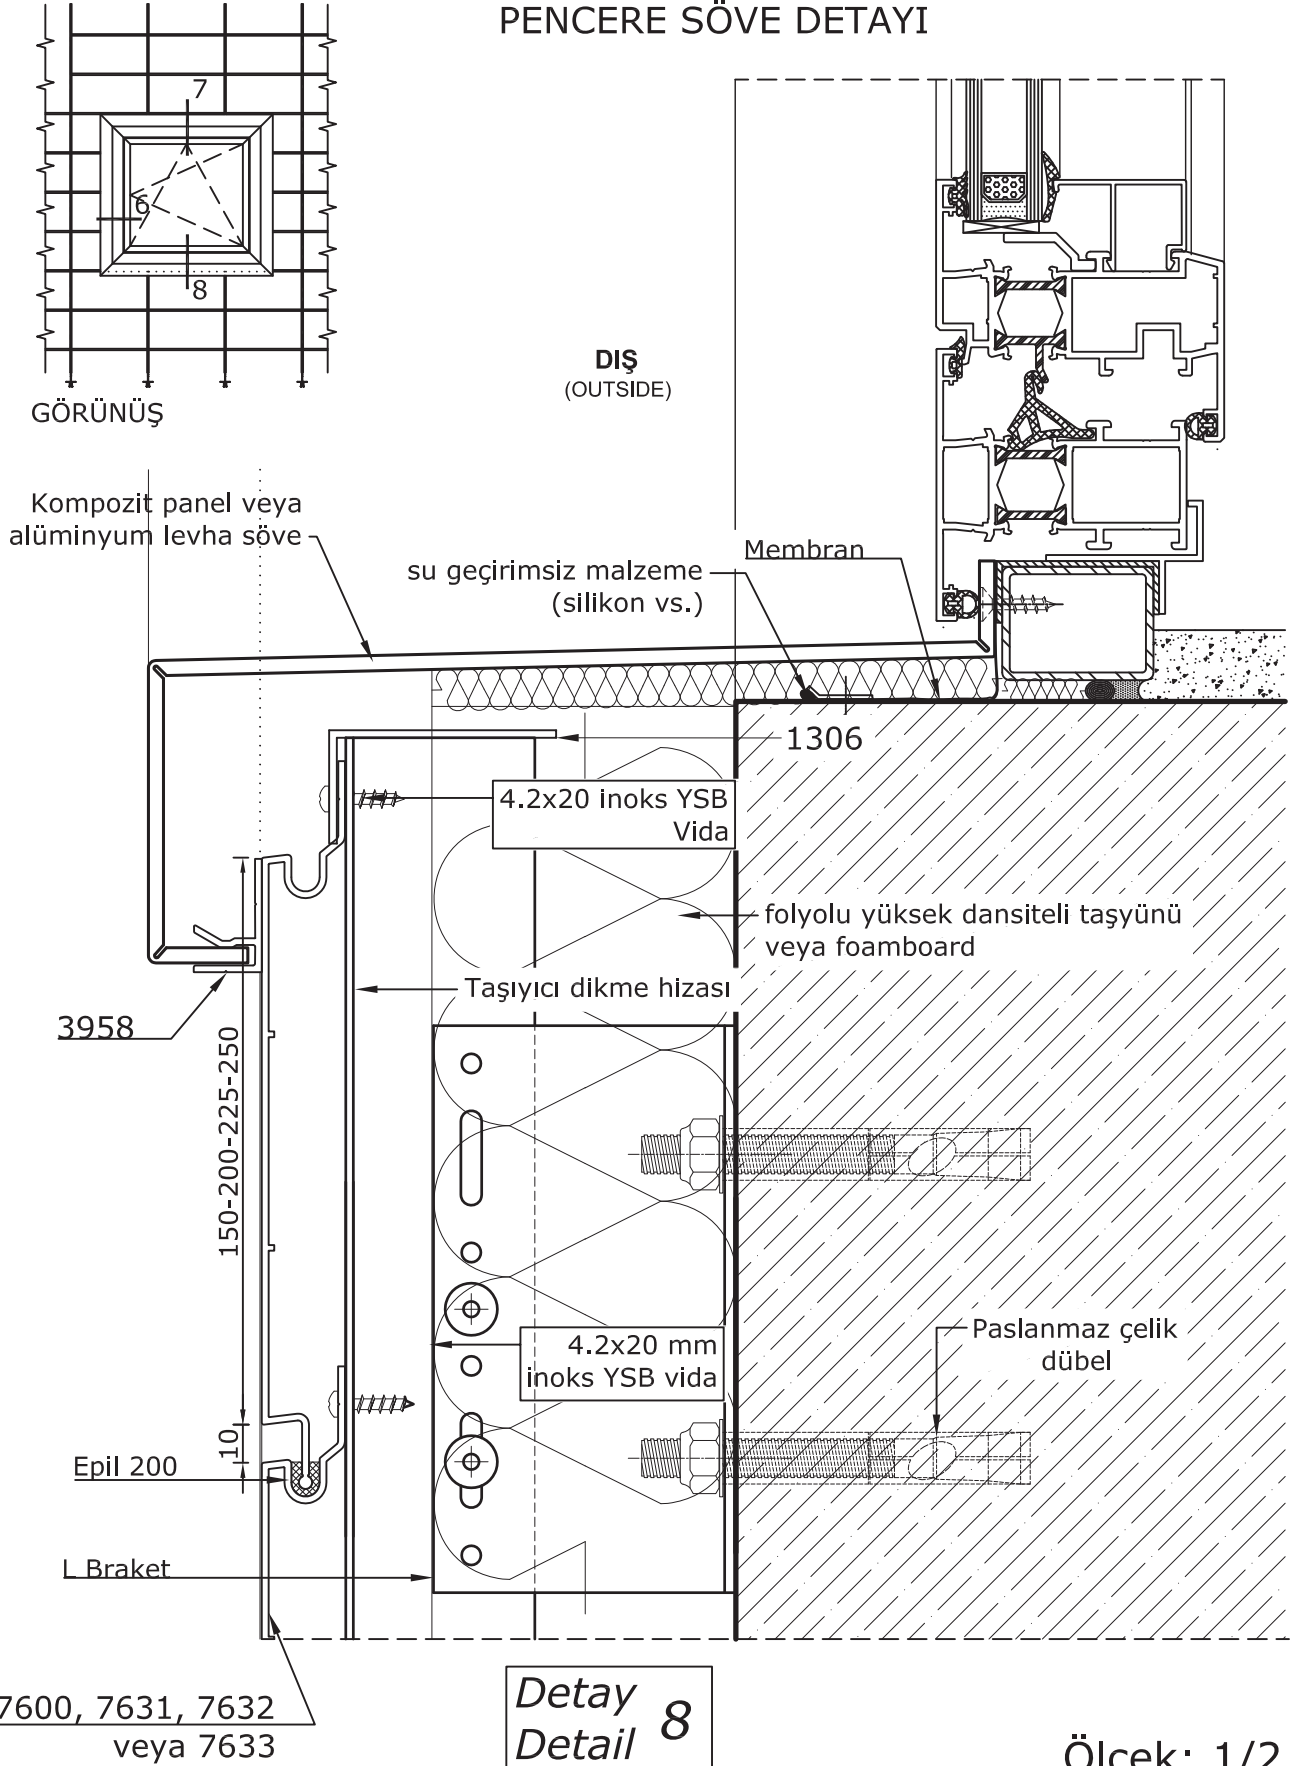 PENCERE SÖVE DETAYI
7
6
8
GÖRÜNÜŞ
DIŞ
(OUTSIDE)
Kompozit panel veya
alüminyum levha söve
su geçirimsiz malzeme
(silikon vs.)
Membran
1306
4.2x20 inoks YSB
Vida
folyolu yüksek dansiteli taşyünü
veya foamboard
Taşıyıcı dikme hizası
3958
150-200-225-250
4.2x20 mm
inoks YSB vida
Paslanmaz çelik
dübel
10
Epil 200
L Braket
7600, 7631, 7632
veya 7633
Detay
Detail 8
Ölçek: 1/2